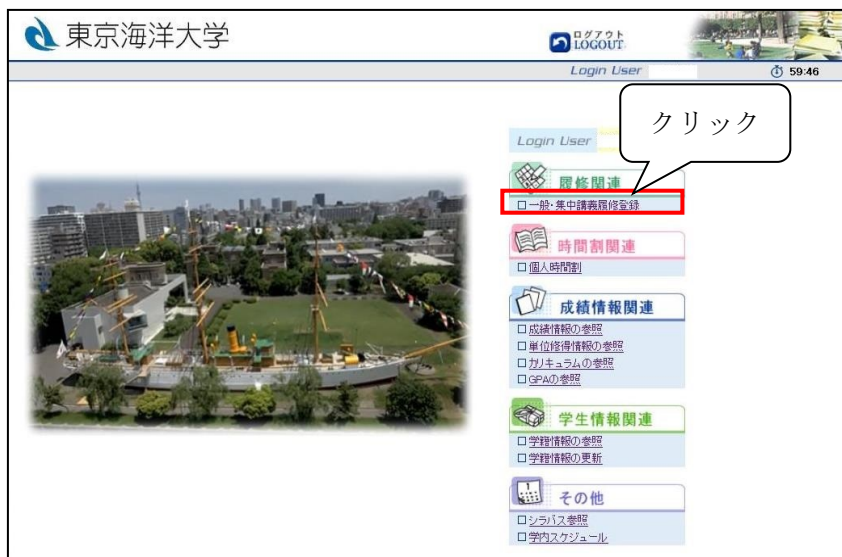 東京海洋大学
ログアウト
LOGOUT
Login User
59:46
クリック
Login User
履修関連
一般・集中講義履修登録
時間割関連
個人時間割
成績情報関連
成績情報の参照
単位修得情報の参照
カリキュラムの参照
GPAの参照
学生情報関連
学籍情報の参照
学籍情報の更新
その他
シラバス参照
学内スケジュール